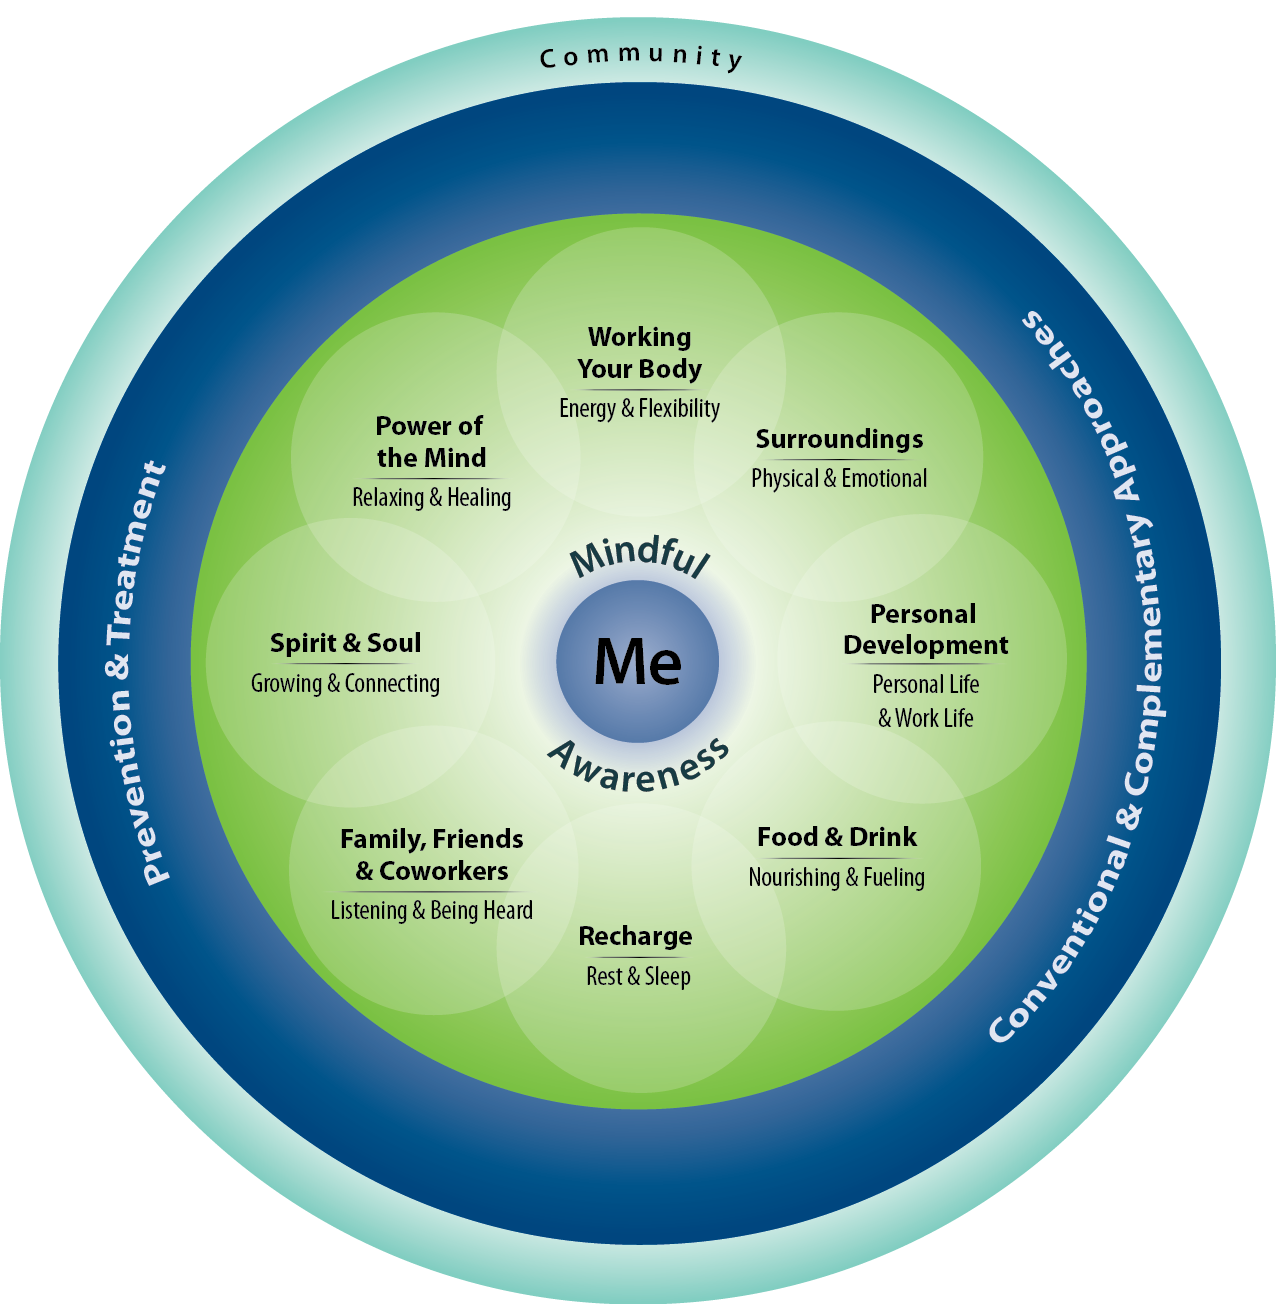 Community
Prevention & Treatment
Conventional & Complementary Approaches
Working
Your Body
Energy & Flexibility
Surroundings
Physical & Emotional
Personal
Development
Personal Life
& Work Life
Food & Drink
Nourishing & Fueling
Recharge
Rest & Sleep
Family, Friends
& Coworkers
Listening & Being Heard
Spirit & Soul
Growing & Connecting
Power of
the Mind
Relaxing & Healing
Mindful
Me
Awareness